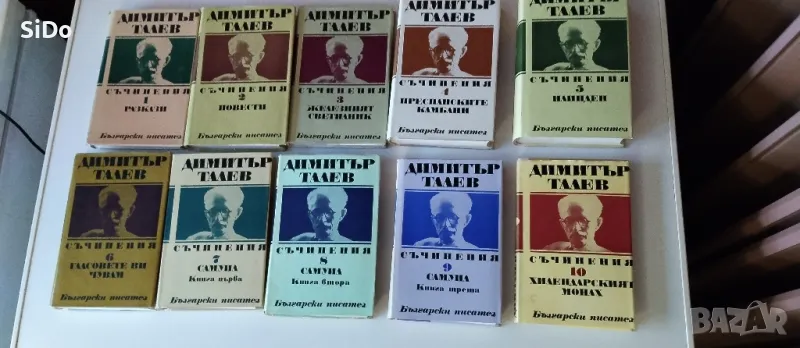 SiDo
ДИМИТЪР
ТАЛЕВ
СЪЧИНЕНИЯ
1
РАЗКАЗИ
Български писател
ДИМИТЪР
ТАЛЕВ
СЪЧИНЕНИЯ
2
ПОВЕСТИ
Български писател
ДИМИТЪР
ТАЛЕВ
СЪЧИНЕНИЯ
3
ЖЕЛЕЗНИЯТ
СВЕТИЛНИК
Български писател
ДИМИТЪР
ТАЛЕВ
СЪЧИНЕНИЯ
4
ПРЕСПАНСКИТЕ
КАМБАНИ
Български писател
СЪЧИНЕНИЯ
5
ИЛИНДЕН
Български писател
ДИМИТЪР
ТАЛЕВ
СЪЧИНЕНИЯ
6
ГЛАСОВЕТЕ ВИ
ЧУВАМ
Български писател
ДИМИТЪР
ТАЛЕВ
СЪЧИНЕНИЯ
7
САМУИЛ
Книга първа
Български писател
ДИМИТЪР
ТАЛЕВ
СЪЧИНЕНИЯ
8
САМУИЛ
Книга втора
Български писател
ДИМИТЪР
ТАЛЕВ
СЪЧИНЕНИЯ
9
САМУИЛ
Книга трета
Български писател
ДИМИТЪР
ТАЛЕВ
СЪЧИНЕНИЯ
10
ХИЛЕНДАРСКИЯТ
МОНАХ
Български писател
BAZAR